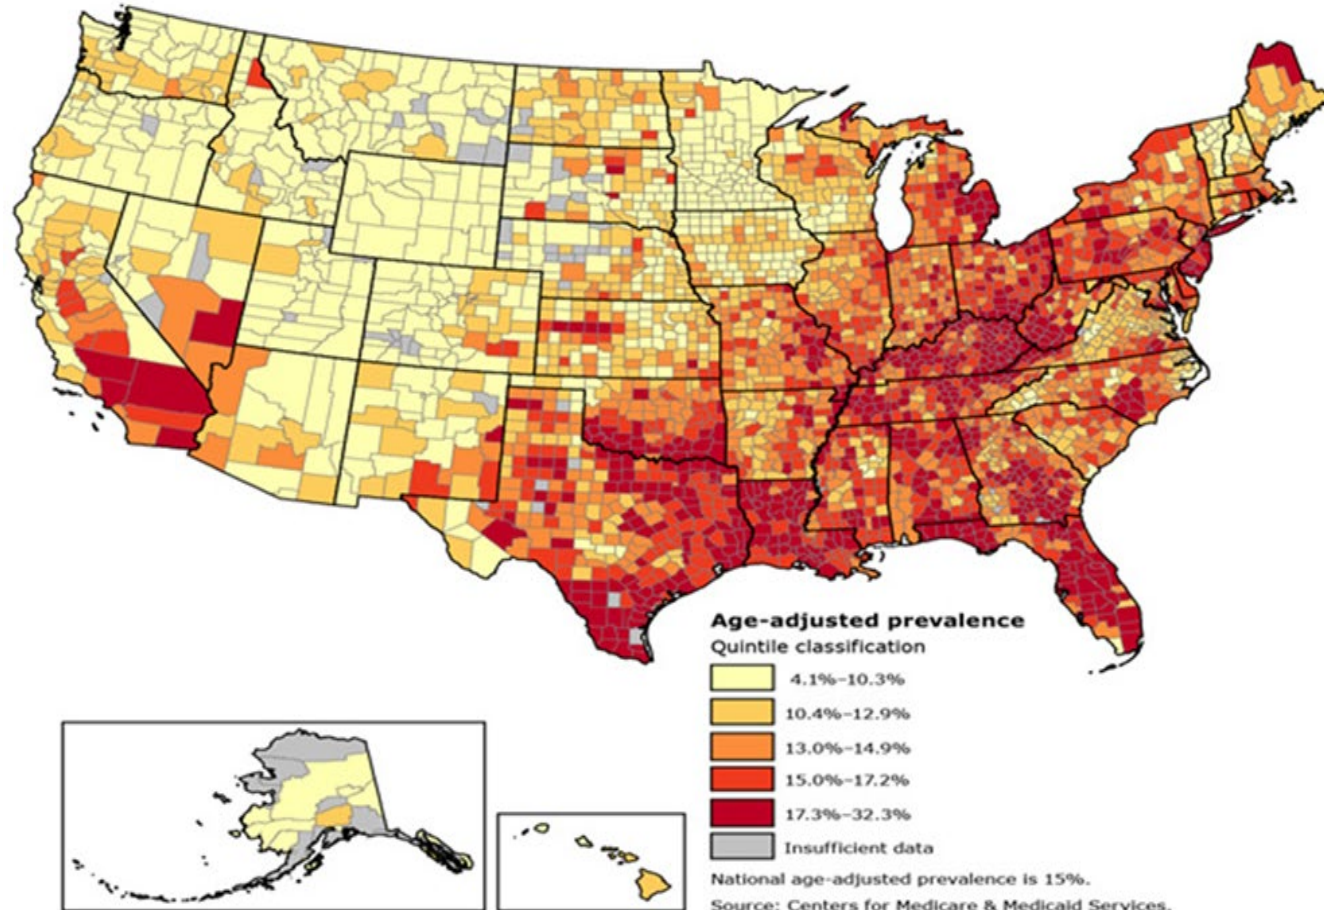 Age-adjusted prevalence
Quintile classification
4.1%–10.3%
10.4%–12.9%
13.0%–14.9%
15.0%–17.2%
17.3%–32.3%
Insufficient data
National age-adjusted prevalence is 15%.
Source: Centers for Medicare & Medicaid Services.